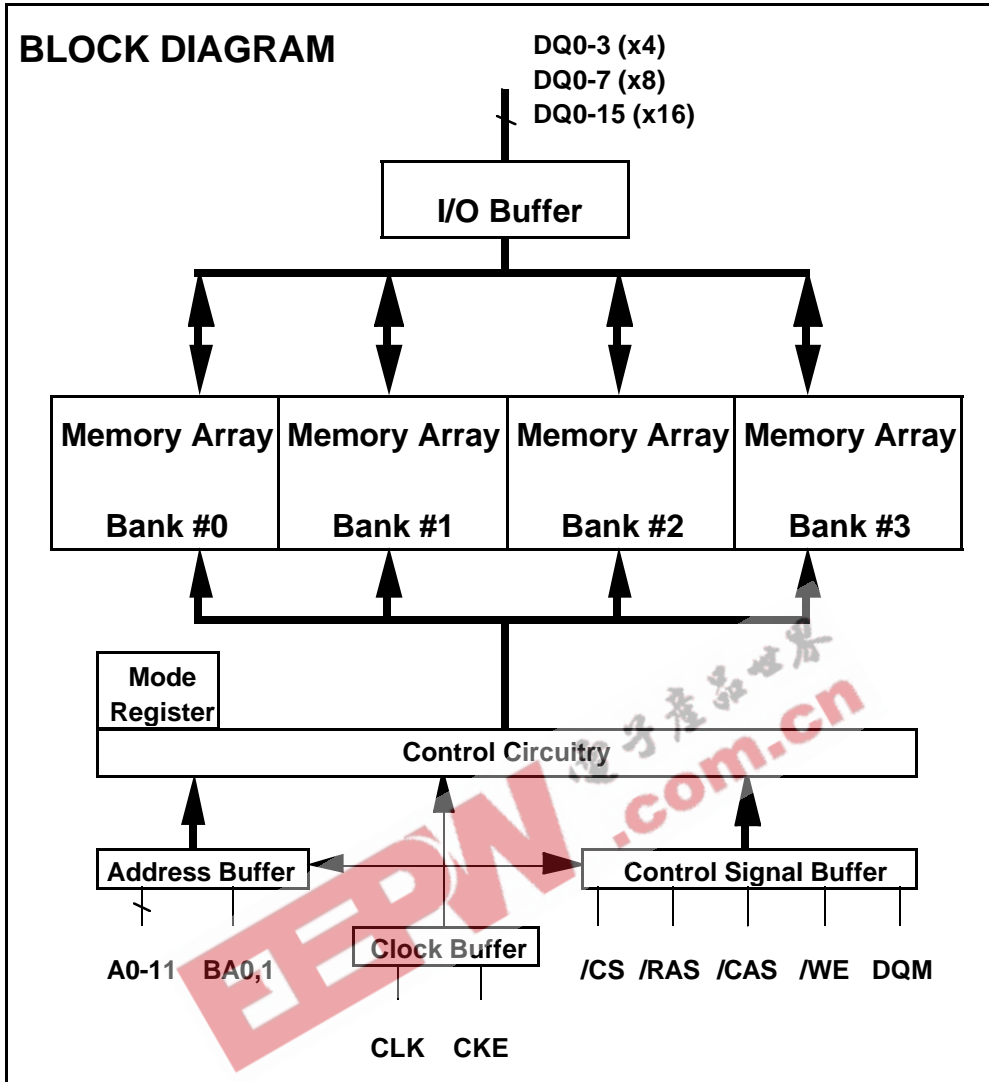 BLOCK DIAGRAM
DQ0-3 (x4)
DQ0-7 (x8)
DQ0-15 (x16)
I/O Buffer
Memory Array
Bank #0
Memory Array
Bank #1
Memory Array
Bank #2
Memory Array
Bank #3
Mode
Register
Control Circuitry
Address Buffer
Control Signal Buffer
Clock Buffer
A0-11
BA0,1
/CS
/RAS
/CAS
/WE
DQM
CLK
CKE
EEPW.com.cn
電子產品世界